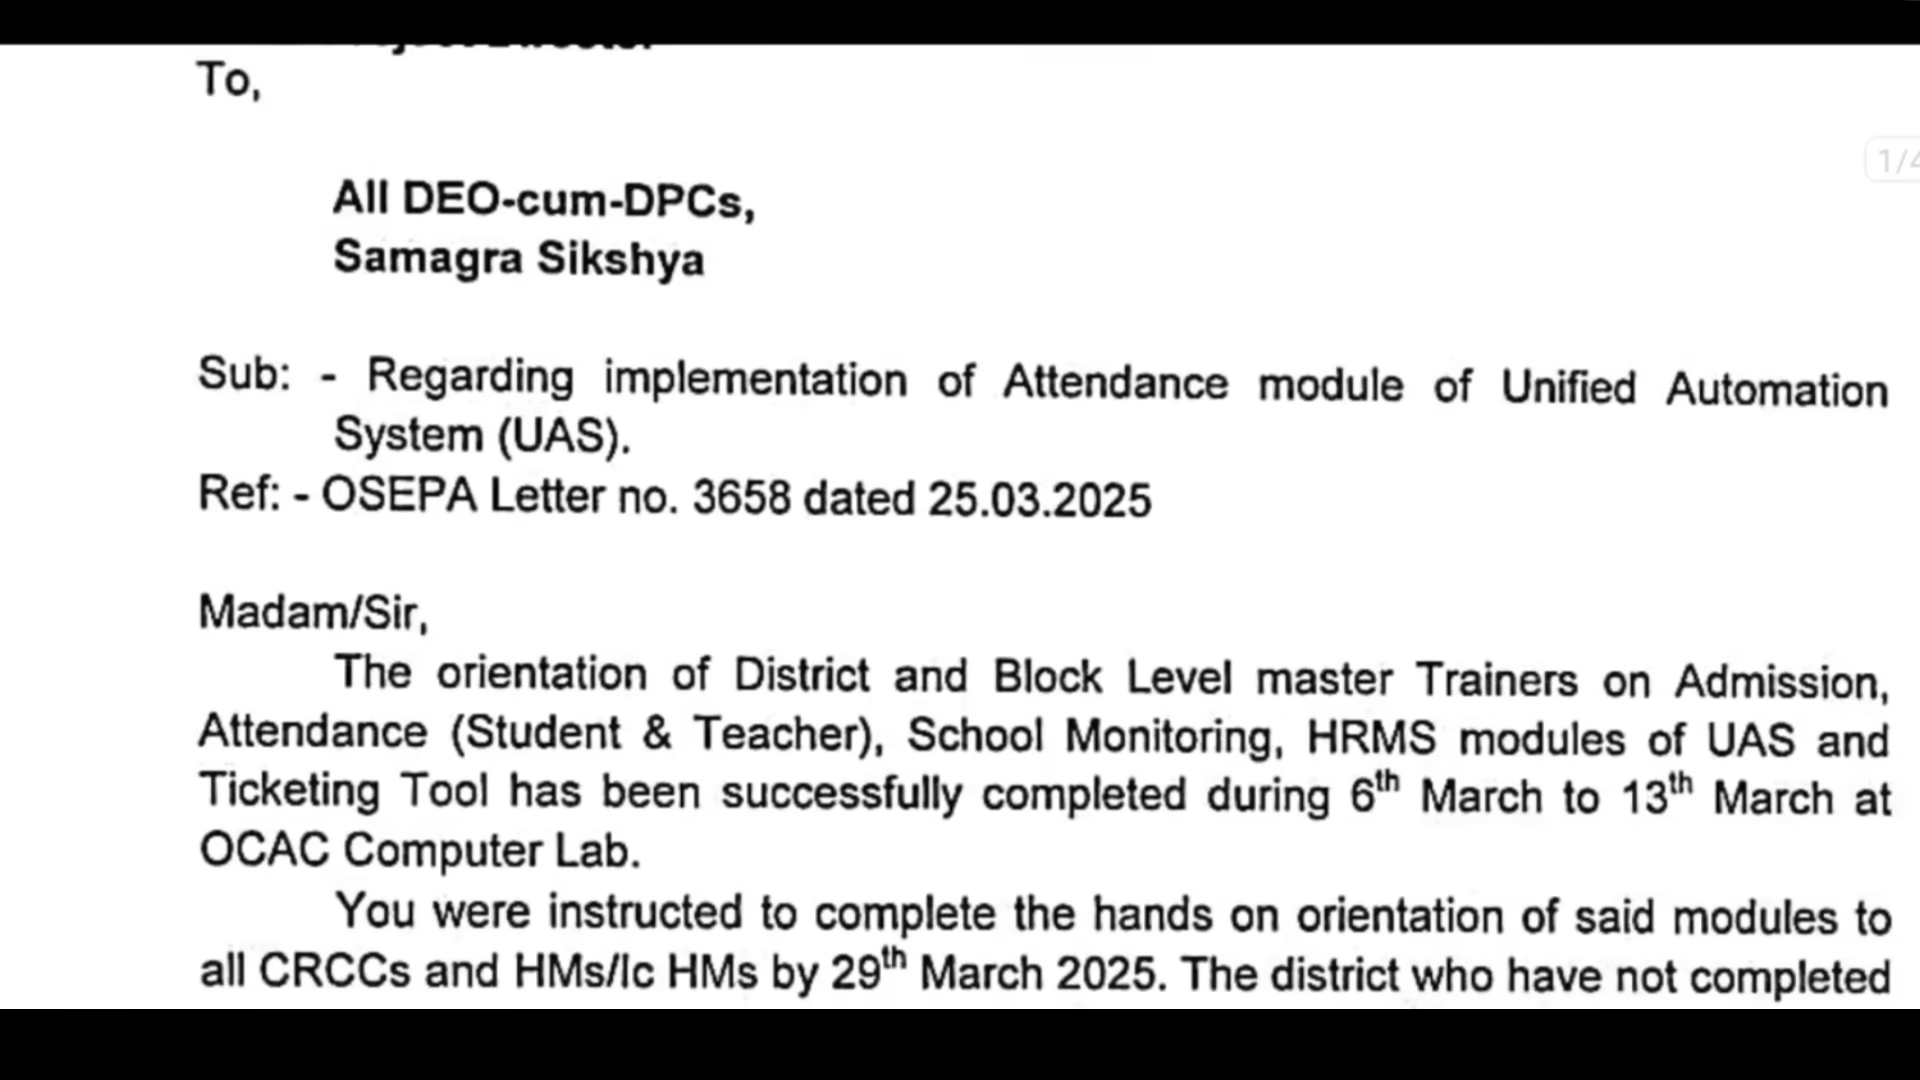 To,
1/4
All DEO-cum-DPCs,
Samagra Sikshya
Sub: - Regarding implementation of Attendance module of Unified Automation
System (UAS).
Ref: - OSEPA Letter no. 3658 dated 25.03.2025
Madam/Sir,
The orientation of District and Block Level master Trainers on Admission,
Attendance (Student & Teacher), School Monitoring, HRMS modules of UAS and
Ticketing Tool has been successfully completed during 6th March to 13th March at
OCAC Computer Lab.
You were instructed to complete the hands on orientation of said modules to
all CRCCs and HMs/Ic HMs by 29th March 2025. The district who have not completed